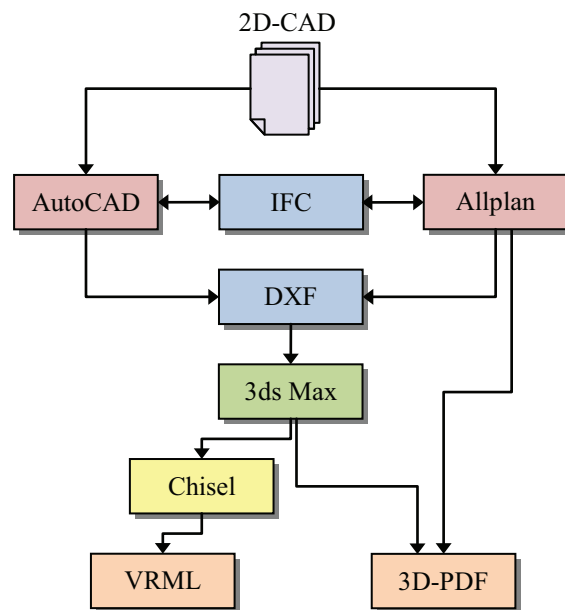 2D-CAD
AutoCAD
IFC
Allplan
DXF
3ds Max
Chisel
VRML
3D-PDF